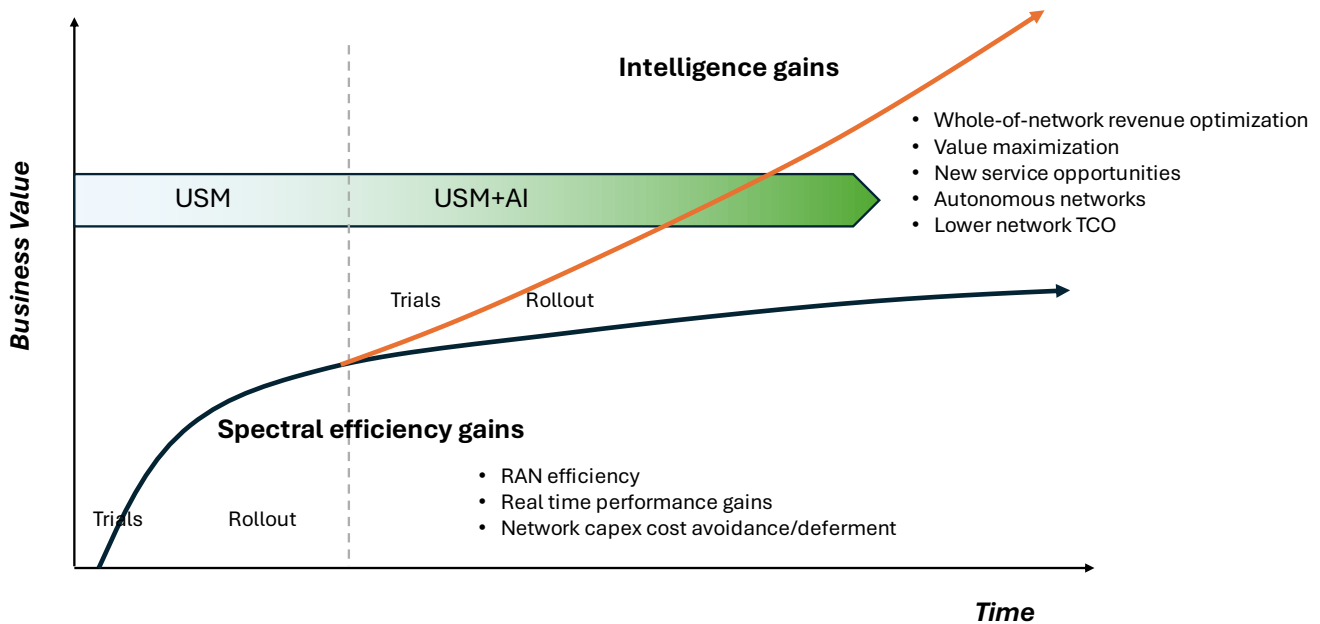 Intelligence gains
• Whole-of-network revenue optimization
• Value maximization
• New service opportunities
• Autonomous networks
• Lower network TCO
USM
USM+AI
Business Value
Trials
Rollout
Spectral efficiency gains
• RAN efficiency
• Real time performance gains
• Network capex cost avoidance/deferment
Trials
Rollout
Time